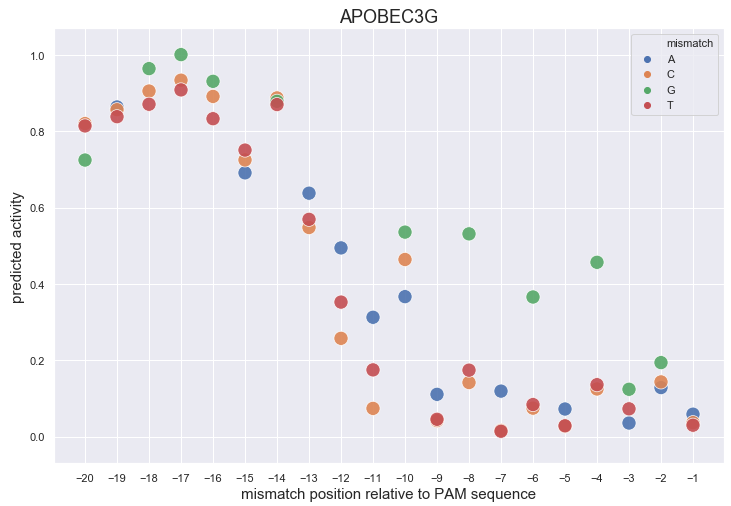 APOBEC3G
mismatch
A
C
G
T
predicted activity
1.0
0.8
0.6
0.4
0.2
0.0
−20 −19 −18 −17 −16 −15 −14 −13 −12 −11 −10 −9 −8 −7 −6 −5 −4 −3 −2 −1
mismatch position relative to PAM sequence